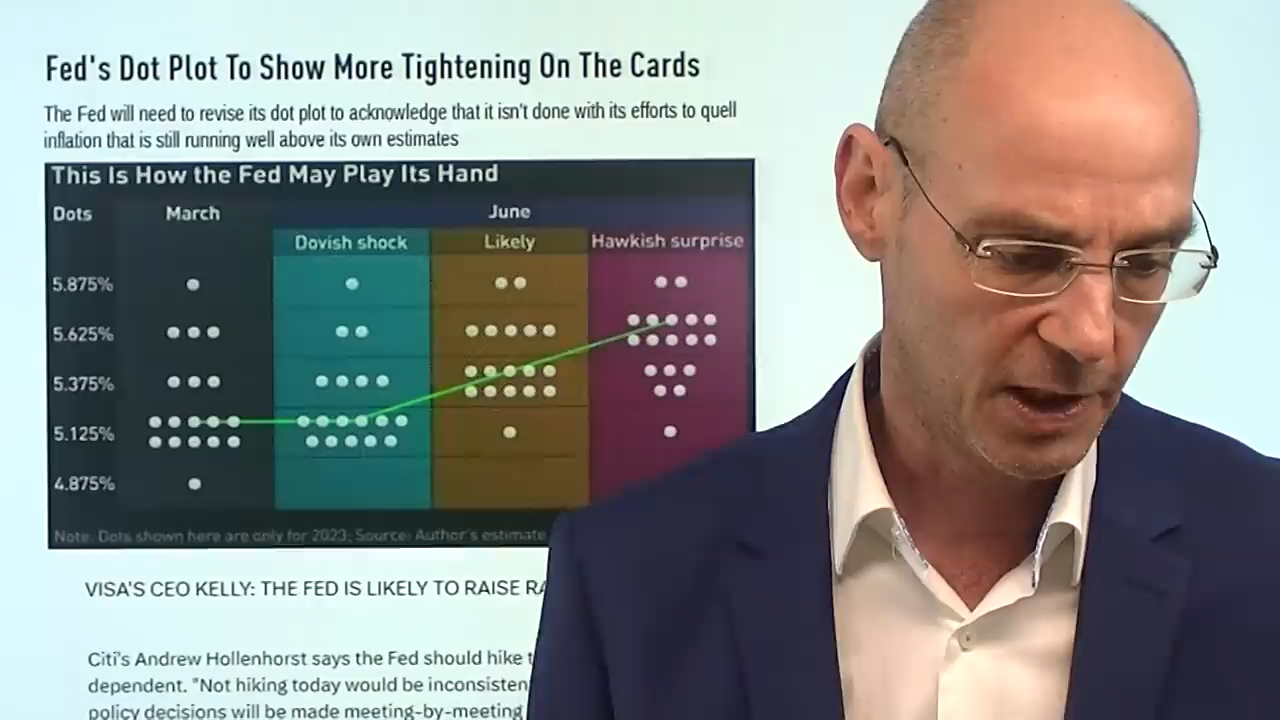 Fed's Dot Plot To Show More Tightening On The Cards
The Fed will need to revise its dot plot to acknowledge that it isn't done with its efforts to quell
inflation that is still running well above its own estimates
This Is How the Fed May Play Its Hand
Dots March June
Dovish shock Likely Hawkish surprise
5.875%
5.625%
5.375%
5.125%
4.875%
Note: Dots shown here are only for 2023; Source: Author's estimate
VISA'S CEO KELLY: THE FED IS LIKELY TO RAISE
Citi's Andrew Hollenhorst says the Fed should hike
dependent. "Not hiking today would be
policy decisions will be made meeting-by-meeting